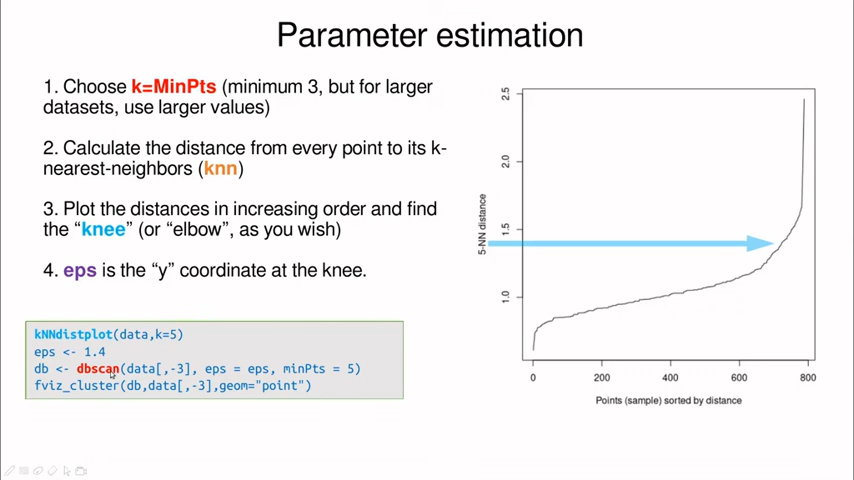 Parameter estimation
1. Choose k=MinPts (minimum 3, but for larger
datasets, use larger values)
2. Calculate the distance from every point to its k-
nearest-neighbors (knn)
3. Plot the distances in increasing order and find
the “knee” (or “elbow”, as you wish)
4. eps is the “y” coordinate at the knee.
kNNdistplot(data,k=5)
eps <- 1.4
db <- dbscan(data[,-3], eps = eps, minPts = 5)
fviz_cluster(db,data[,-3],geom="point")
5-NN distance
2.5
2.0
1.5
1.0
0
200
400
600
800
Points (sample) sorted by distance